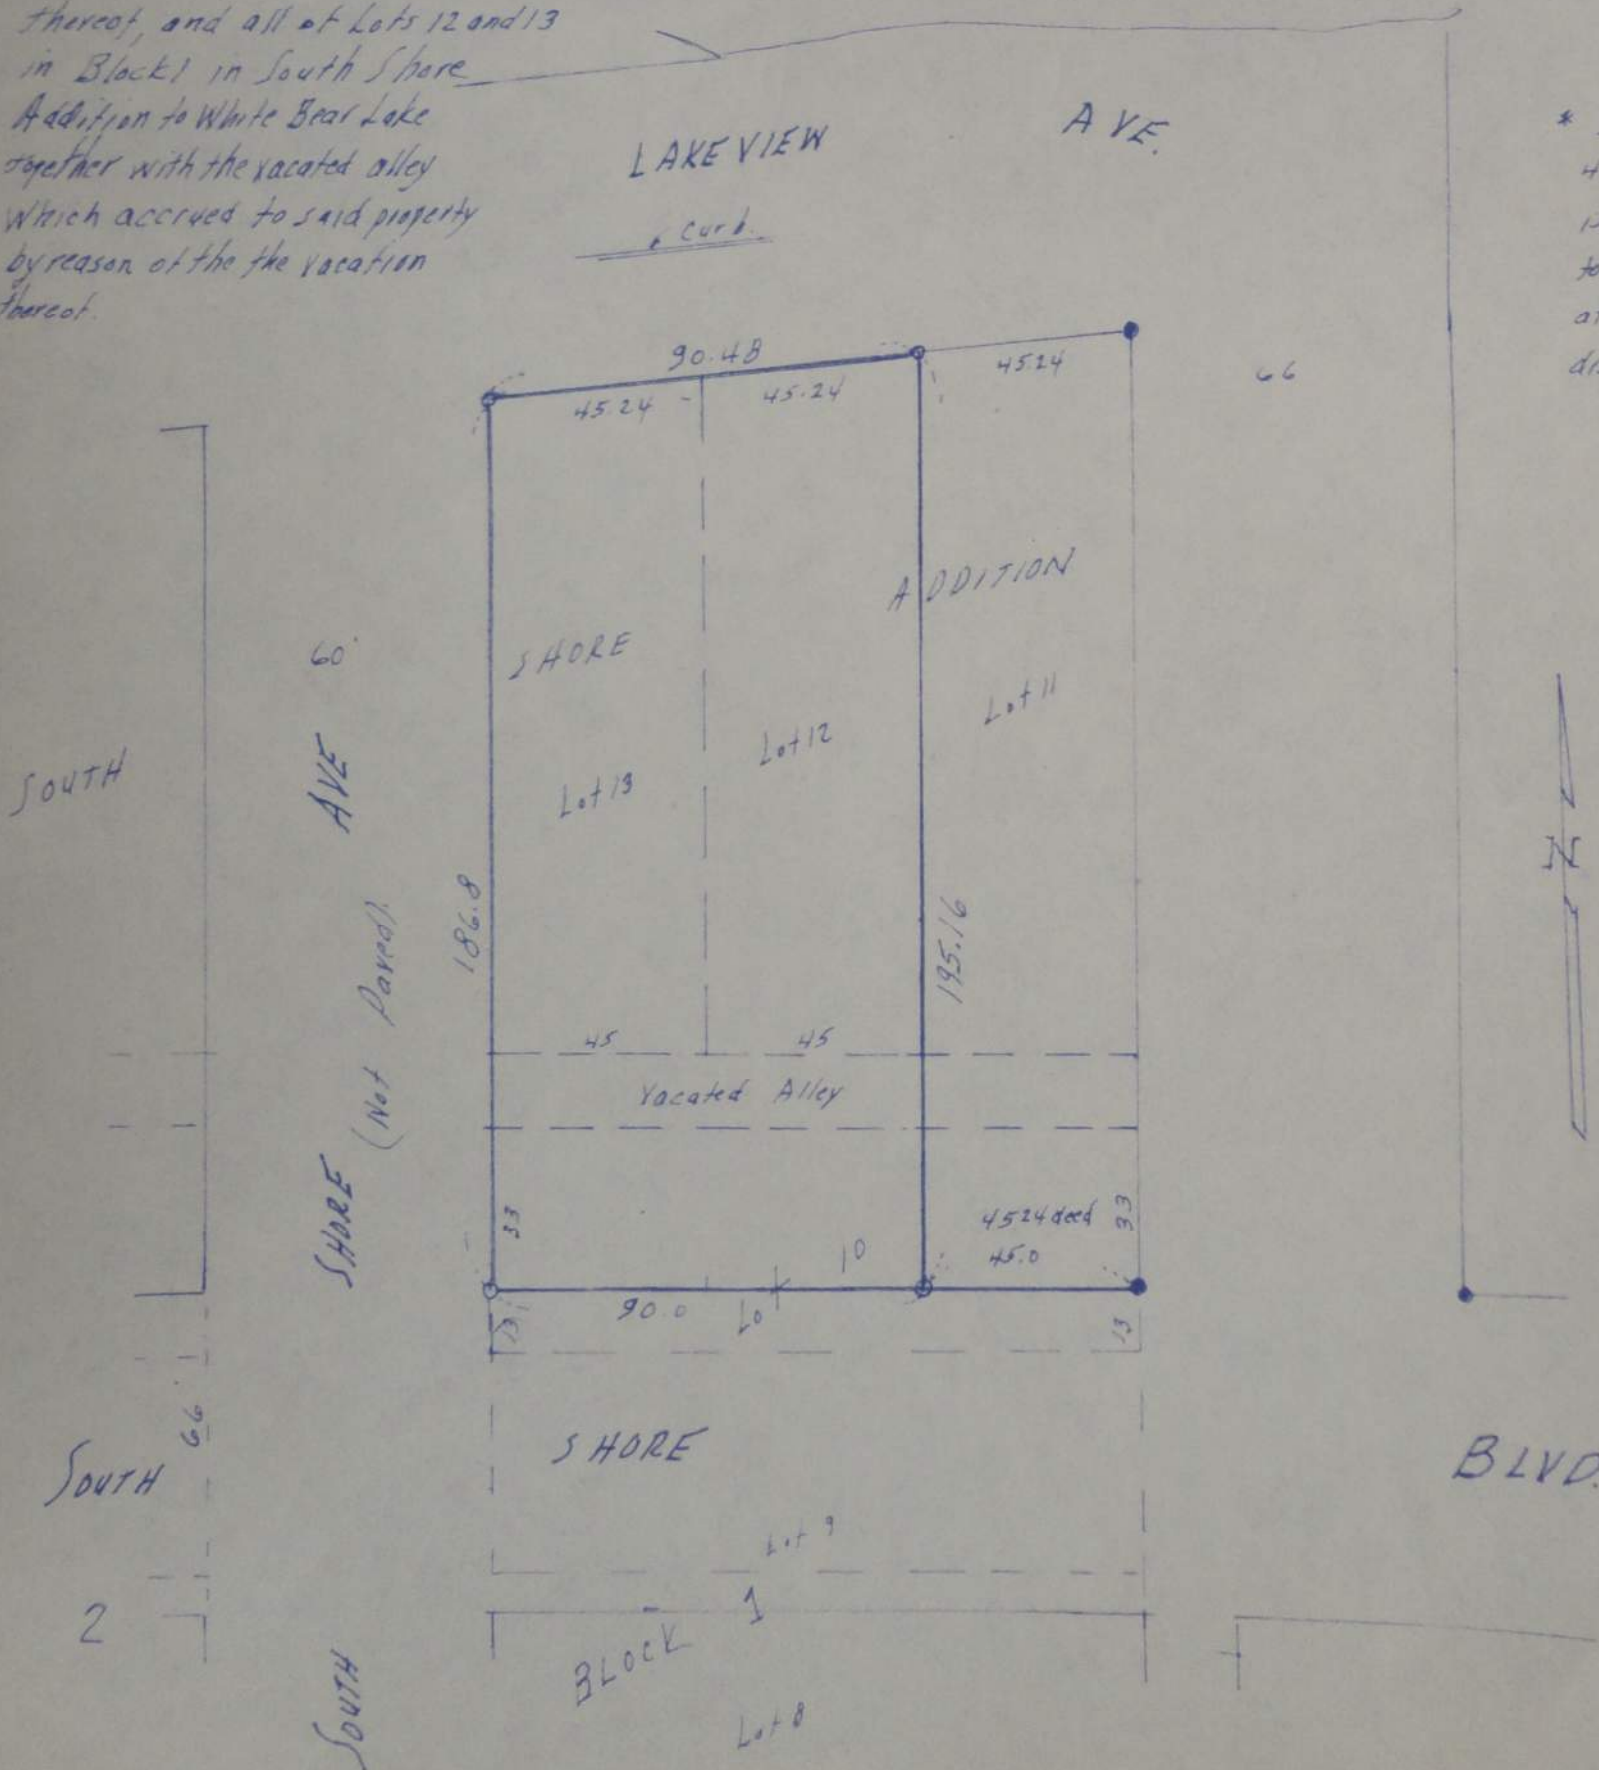 thereof, and all of Lots 12 and 13
in Block 1 in South Shore
Addition to White Bear Lake
together with the vacated alley
which accrued to said property
by reason of the the vacation
thereof.
LAKE VIEW AVE.
Curb.
*
90.48
45.24 45.24
45.24
66
ADDITION
60'
SHORE
Lot 11
Lot 12
Lot 13
SOUTH
SHORE AVE
(Not Paved).
186.8
195.16
45 45
Vacated Alley
33
4524 deed
45.0
33
10
90.0
Lo
13
13
SHORE
66
SOUTH
BLVD.
Lot 9
1
2
BLOCK
SOUTH
Lot 8